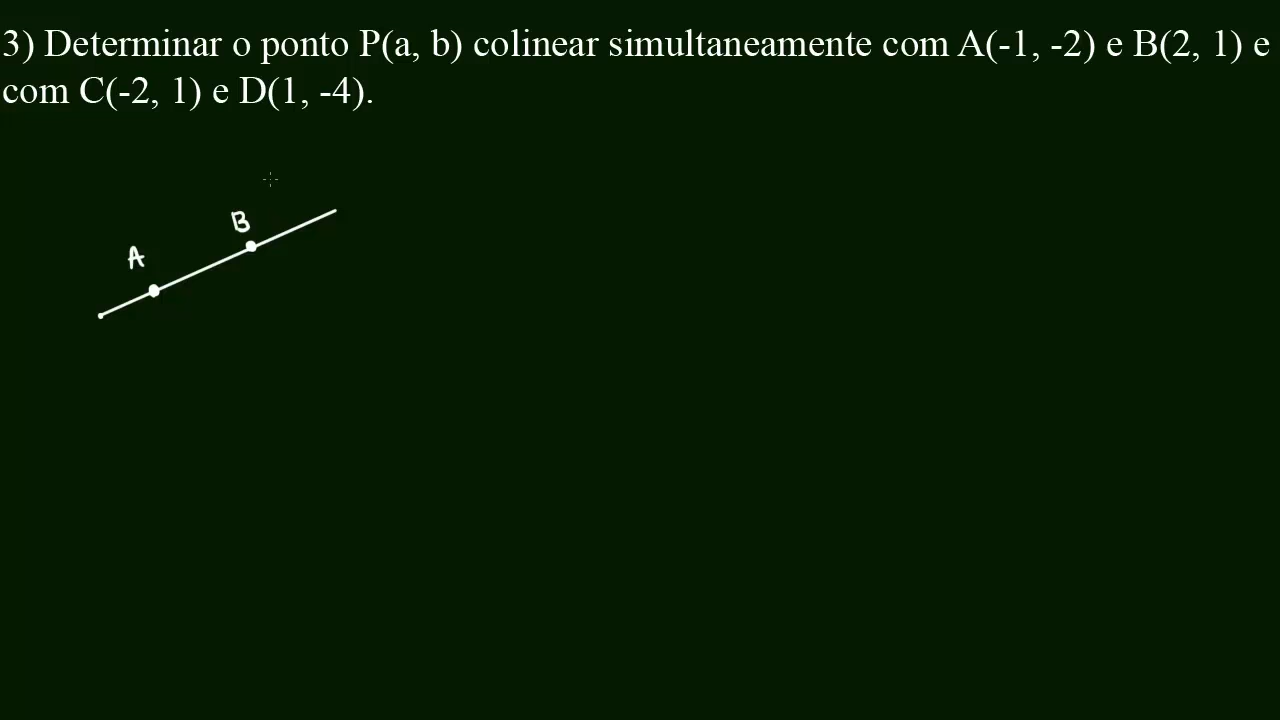 3) Determinar o ponto P(a, b) colinear simultaneamente com A(-1, -2) e B(2, 1) e
com C(-2, 1) e D(1, -4).
B
A